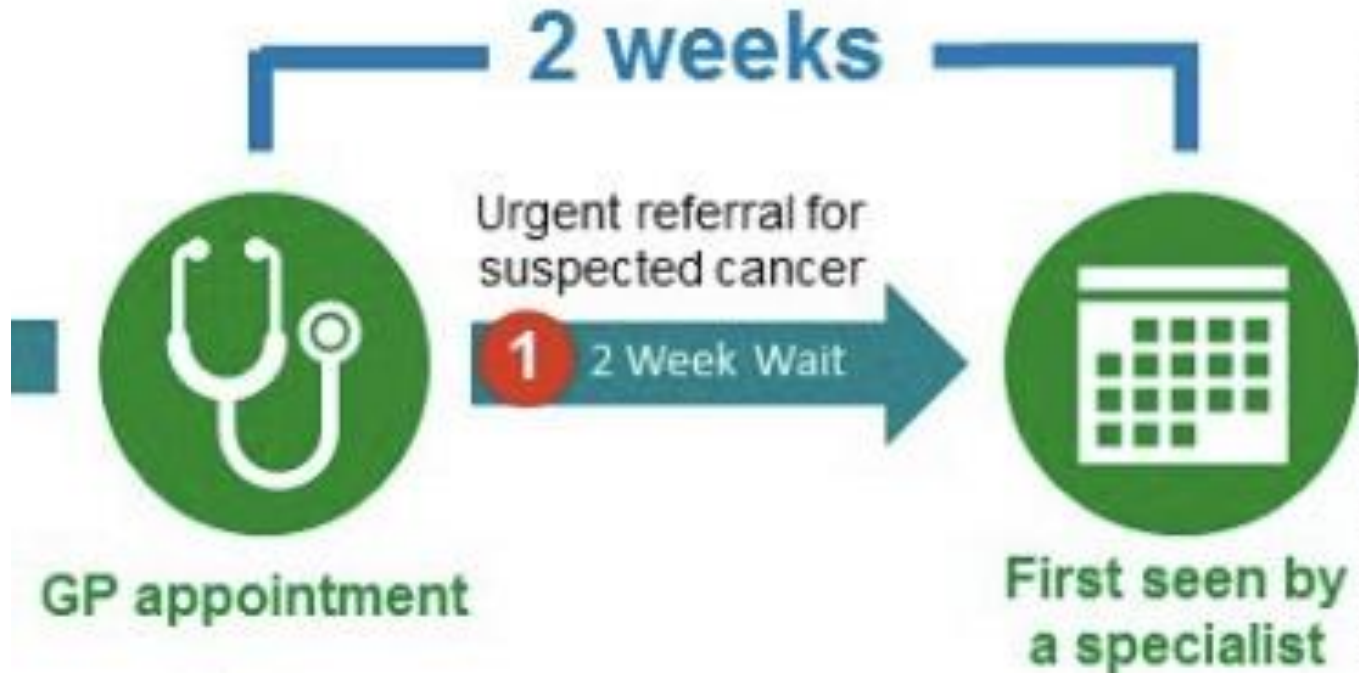 2 weeks
Urgent referral for
suspected cancer
1 2 Week Wait
GP appointment
First seen by
a specialist